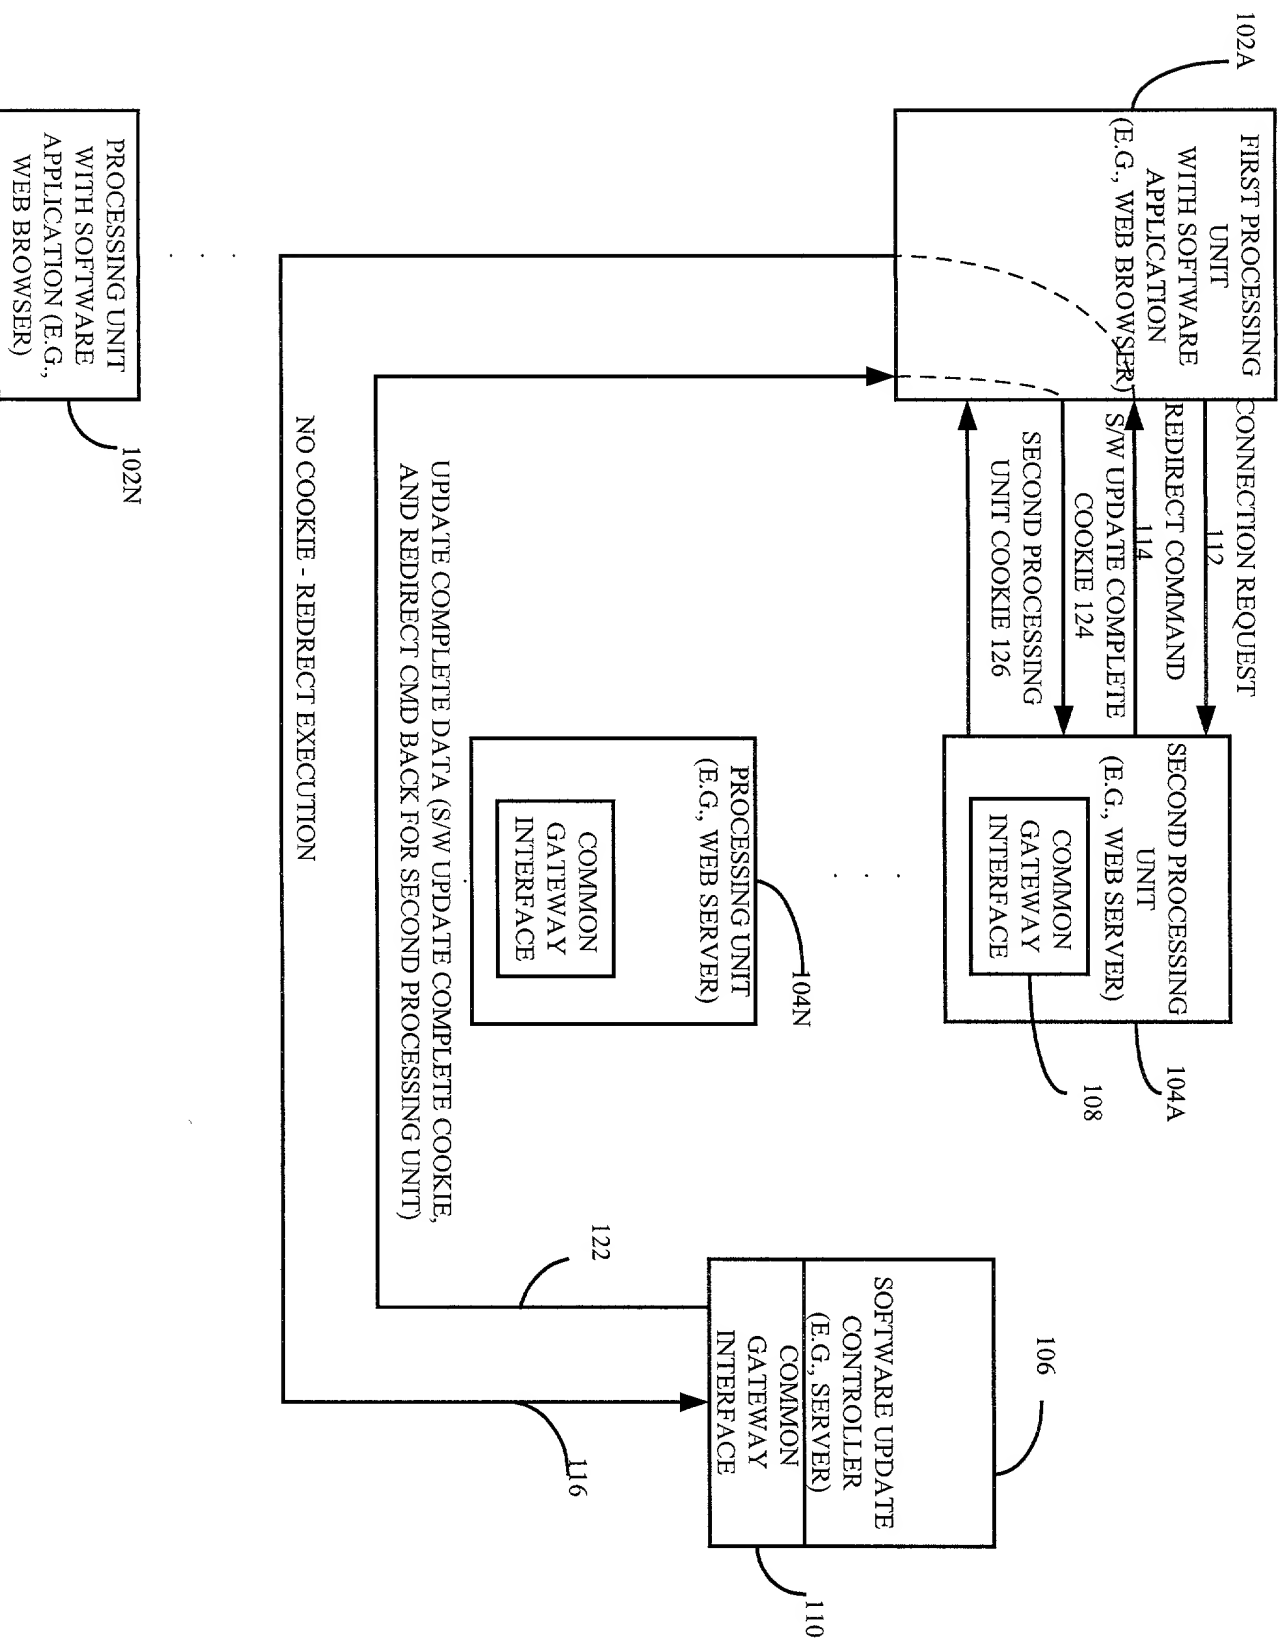 102A
FIRST PROCESSING
UNIT
WITH SOFTWARE
APPLICATION
(E.G., WEB BROWSER)
CONNECTION REQUEST
112
REDIRECT COMMAND
114
S/W UPDATE COMPLETE
COOKIE 124
SECOND PROCESSING
UNIT COOKIE 126
SECOND PROCESSING
UNIT
(E.G., WEB SERVER)
COMMON
GATEWAY
INTERFACE
104A
108
. . .
PROCESSING UNIT
(E.G., WEB SERVER)
COMMON
GATEWAY
INTERFACE
104N
106
SOFTWARE UPDATE
CONTROLLER
(E.G., SERVER)
COMMON
GATEWAY
INTERFACE
110
122
116
UPDATE COMPLETE DATA (S/W UPDATE COMPLETE COOKIE,
AND REDIRECT CMD BACK FOR SECOND PROCESSING UNIT)
NO COOKIE - REDRECT EXECUTION
. . .
PROCESSING UNIT
WITH SOFTWARE
APPLICATION (E.G.,
WEB BROWSER)
102N